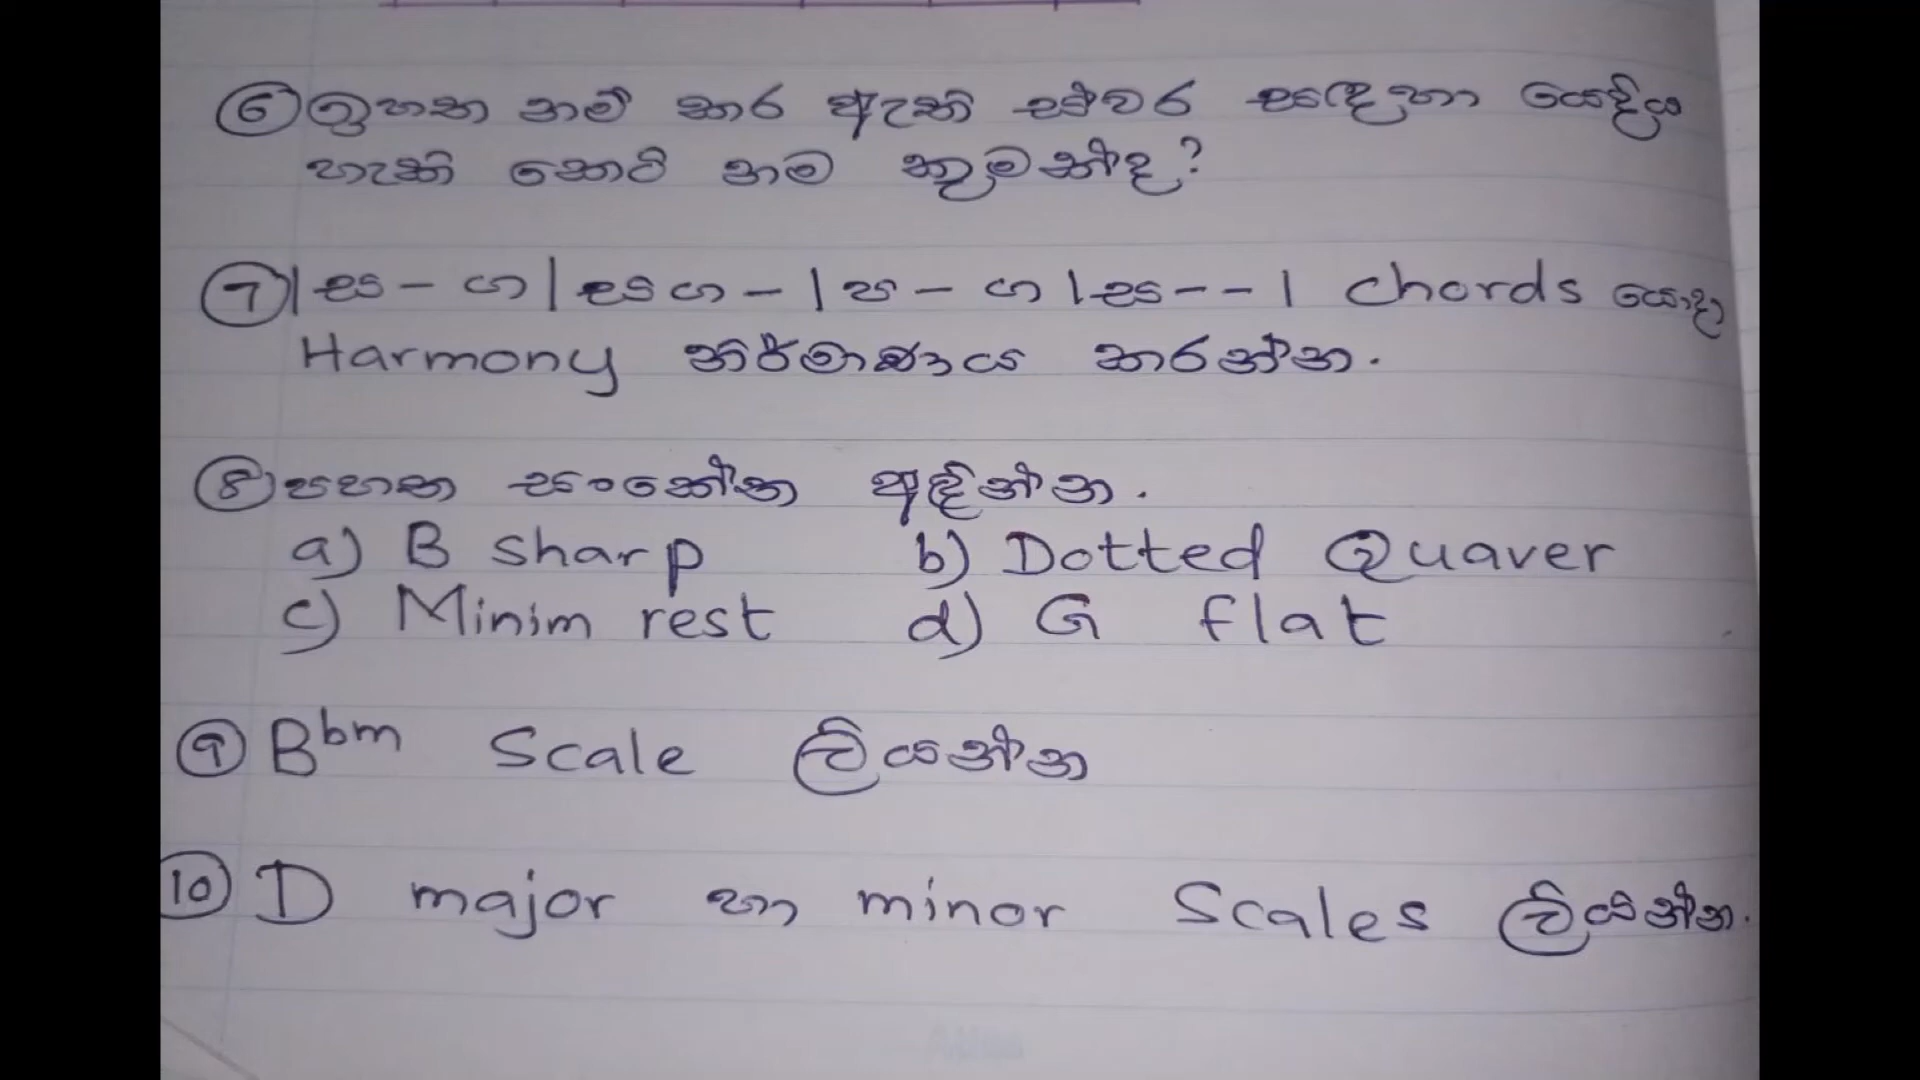 ⑥ ඉහත නම් කර ඇති ස්වර සඳහා යෙදිය
හැකි කෙටි නම කුමක්ද?
⑦ |ස - ග | ස ග - | ප - ග | ස - - | chords යොදා
Harmony නිර්මාණය කරන්න.
⑧ පහත සංකේත අඳින්න.
a) B sharp b) Dotted Quaver
c) Minim rest d) G flat
⑨ Bbm Scale ලියන්න
⑩ D major හා minor Scales ලියන්න.